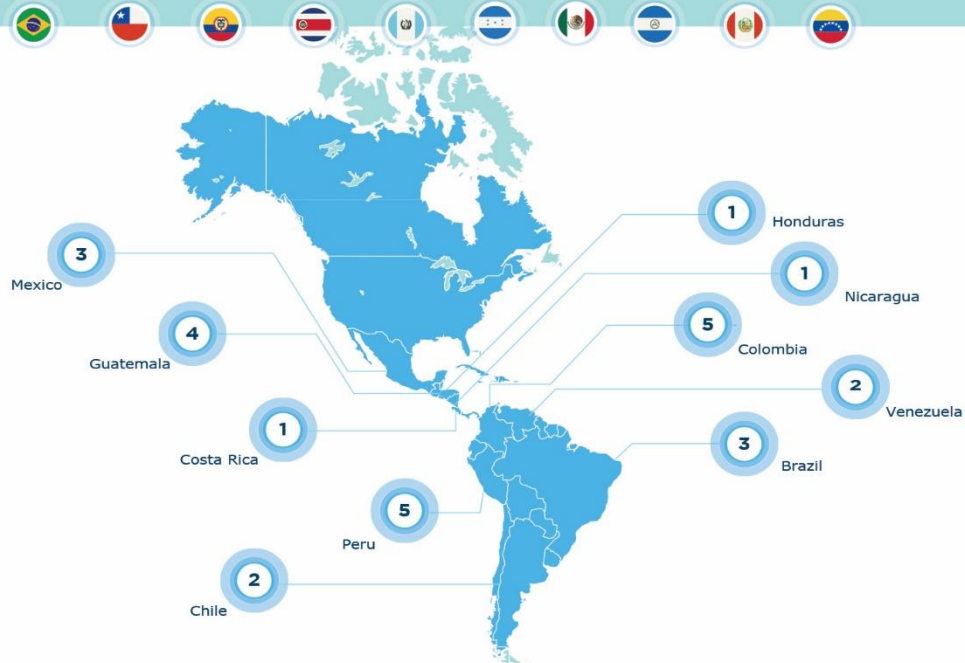 1
Honduras
3
Mexico
1
Nicaragua
4
Guatemala
5
Colombia
2
Venezuela
1
Costa Rica
3
Brazil
5
Peru
2
Chile